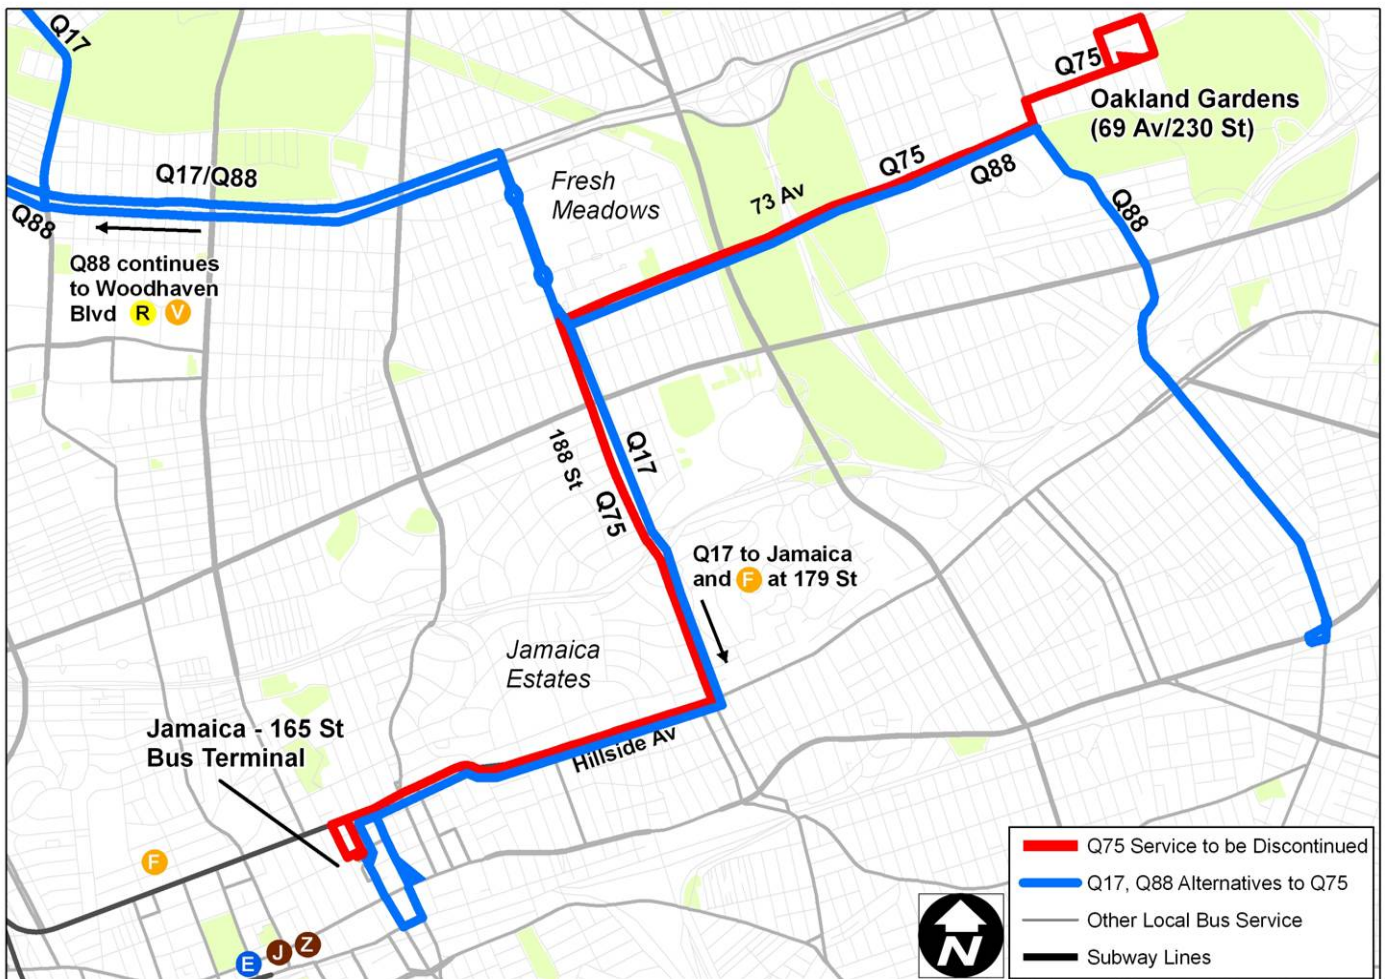 Q17
Q75
Oakland Gardens
(69 Av/230 St)
Q17/Q88
Fresh
Meadows
Q75
Q88
73 Av
Q88
Q88
Q88 continues
to Woodhaven
Blvd R V
188 St
Q17
Q75
Q17 to Jamaica
and F at 179 St
Jamaica
Estates
Jamaica - 165 St
Bus Terminal
Hillside Av
F
E J Z
N
Q75 Service to be Discontinued
Q17, Q88 Alternatives to Q75
Other Local Bus Service
Subway Lines